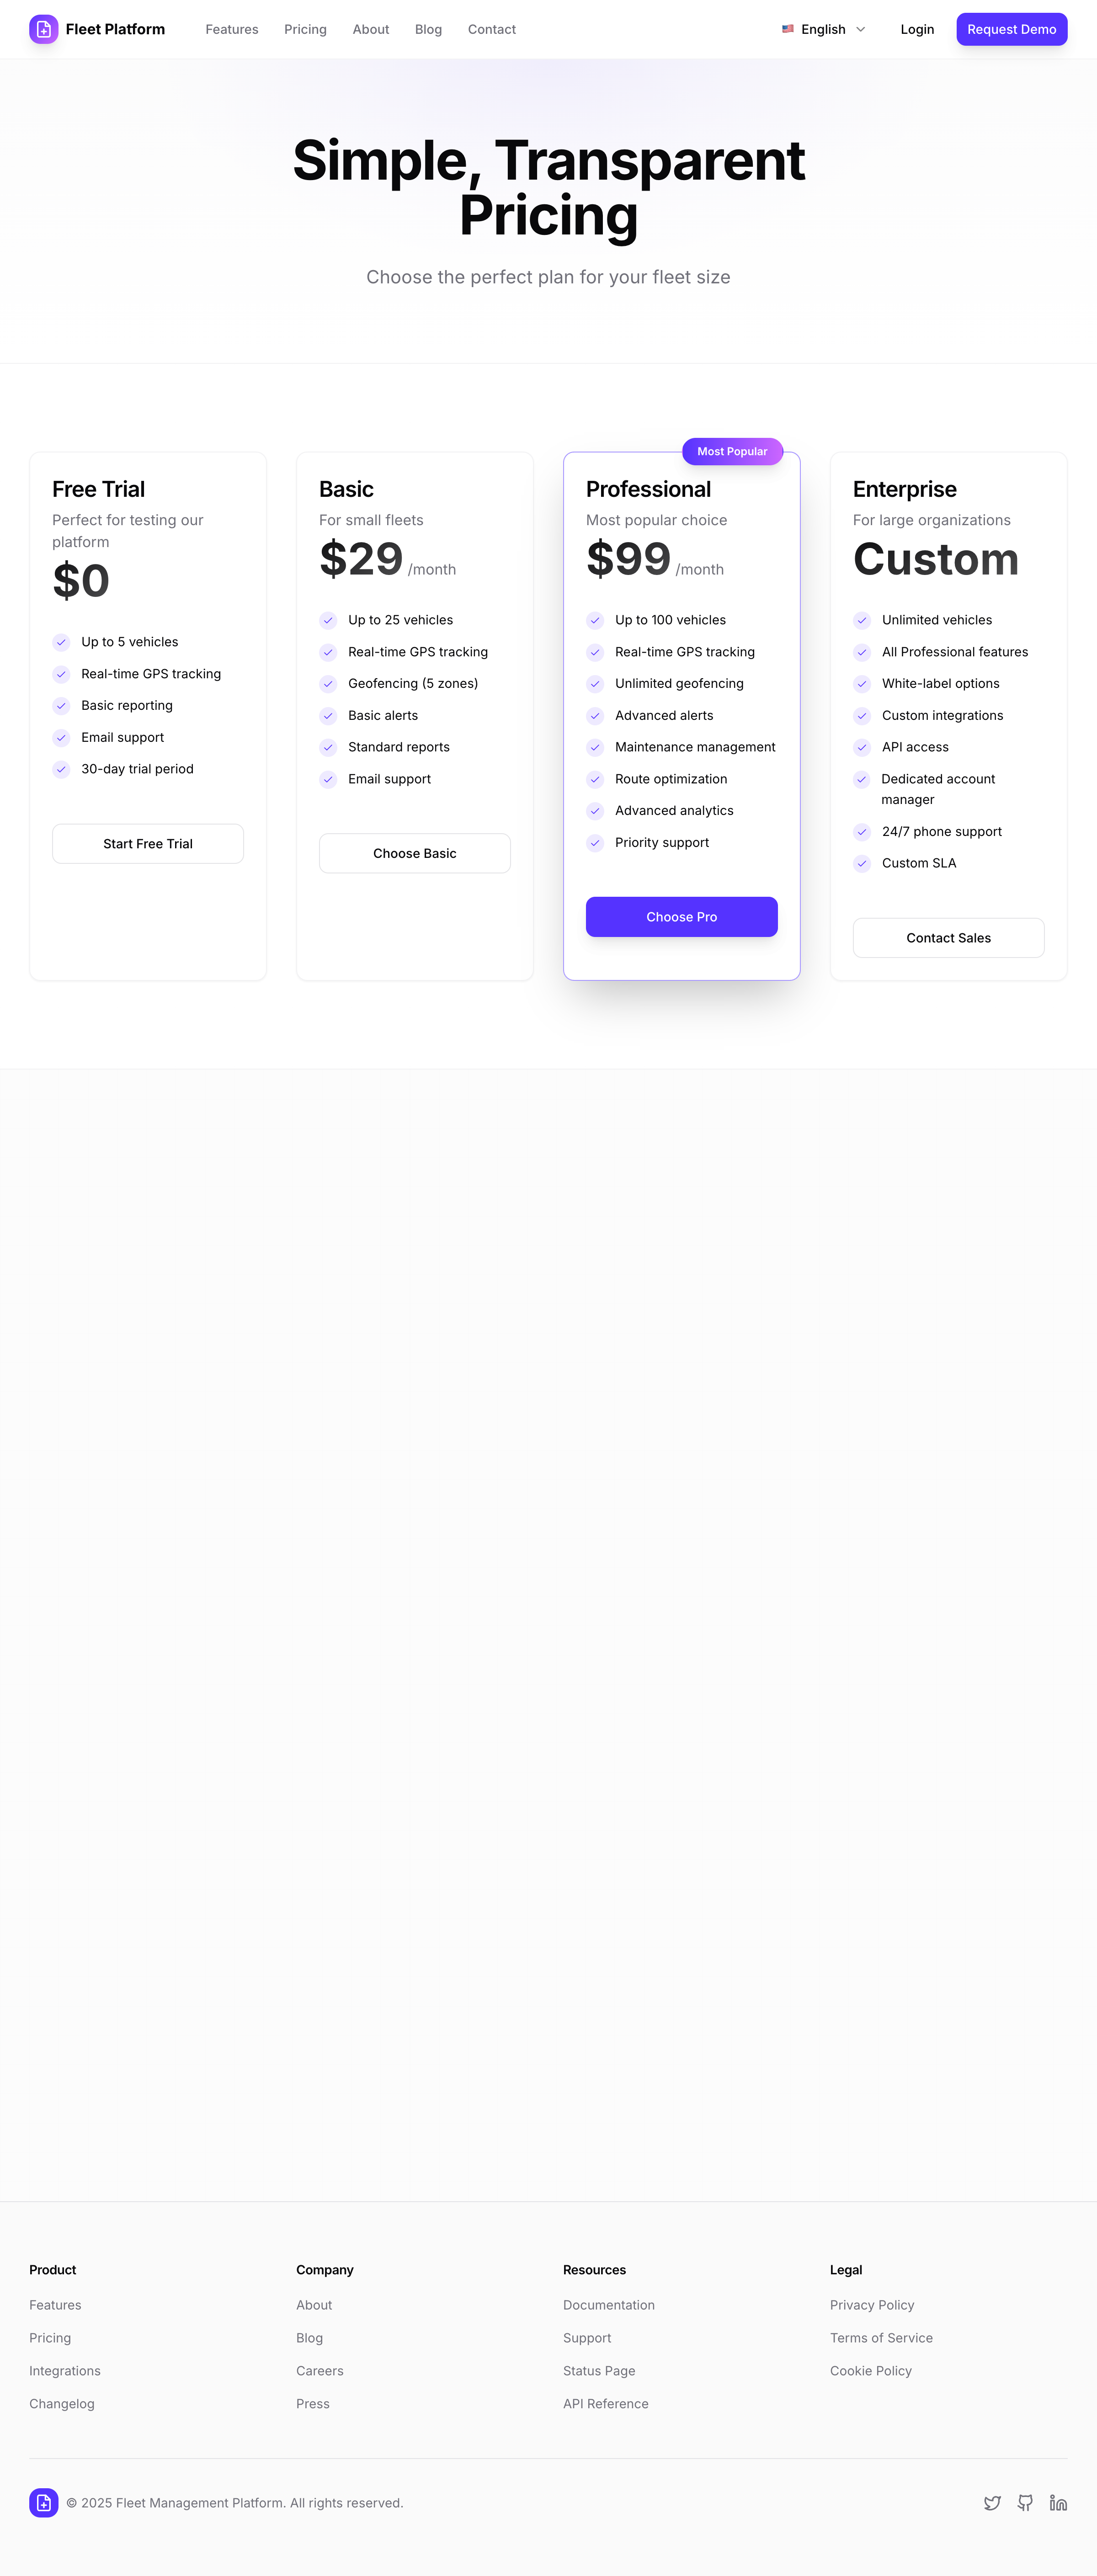 Fleet Platform
Features
Pricing
About
Blog
Contact
English
Login
Request Demo
Simple, Transparent
Pricing
Choose the perfect plan for your fleet size
Free Trial
Perfect for testing our
platform
$0
Up to 5 vehicles
Real-time GPS tracking
Basic reporting
Email support
30-day trial period
Start Free Trial
Basic
For small fleets
$29 /month
Up to 25 vehicles
Real-time GPS tracking
Geofencing (5 zones)
Basic alerts
Standard reports
Email support
Choose Basic
Most Popular
Professional
Most popular choice
$99 /month
Up to 100 vehicles
Real-time GPS tracking
Unlimited geofencing
Advanced alerts
Maintenance management
Route optimization
Advanced analytics
Priority support
Choose Pro
Enterprise
For large organizations
Custom
Unlimited vehicles
All Professional features
White-label options
Custom integrations
API access
Dedicated account
manager
24/7 phone support
Custom SLA
Contact Sales
Product
Features
Pricing
Integrations
Changelog
Company
About
Blog
Careers
Press
Resources
Documentation
Support
Status Page
API Reference
Legal
Privacy Policy
Terms of Service
Cookie Policy
© 2025 Fleet Management Platform. All rights reserved.